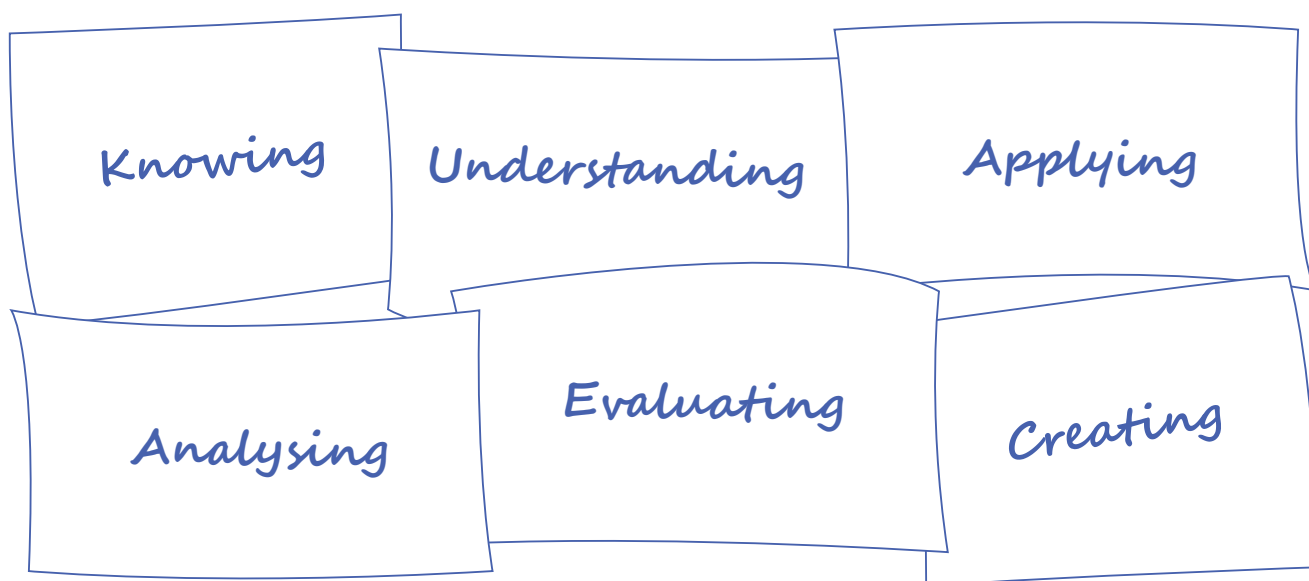 Knowing
Understanding
Applying
Analysing
Evaluating
Creating